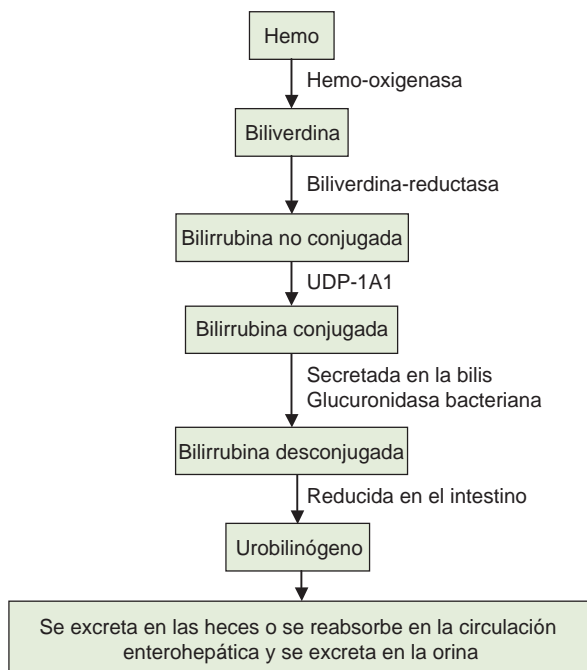 Hemo
Hemo-oxigenasa
Biliverdina
Biliverdina-reductasa
Bilirrubina no conjugada
UDP-1A1
Bilirrubina conjugada
Secretada en la bilis
Glucuronidasa bacteriana
Bilirrubina desconjugada
Reducida en el intestino
Urobilinógeno
Se excreta en las heces o se reabsorbe en la circulación
enterohepática y se excreta en la orina